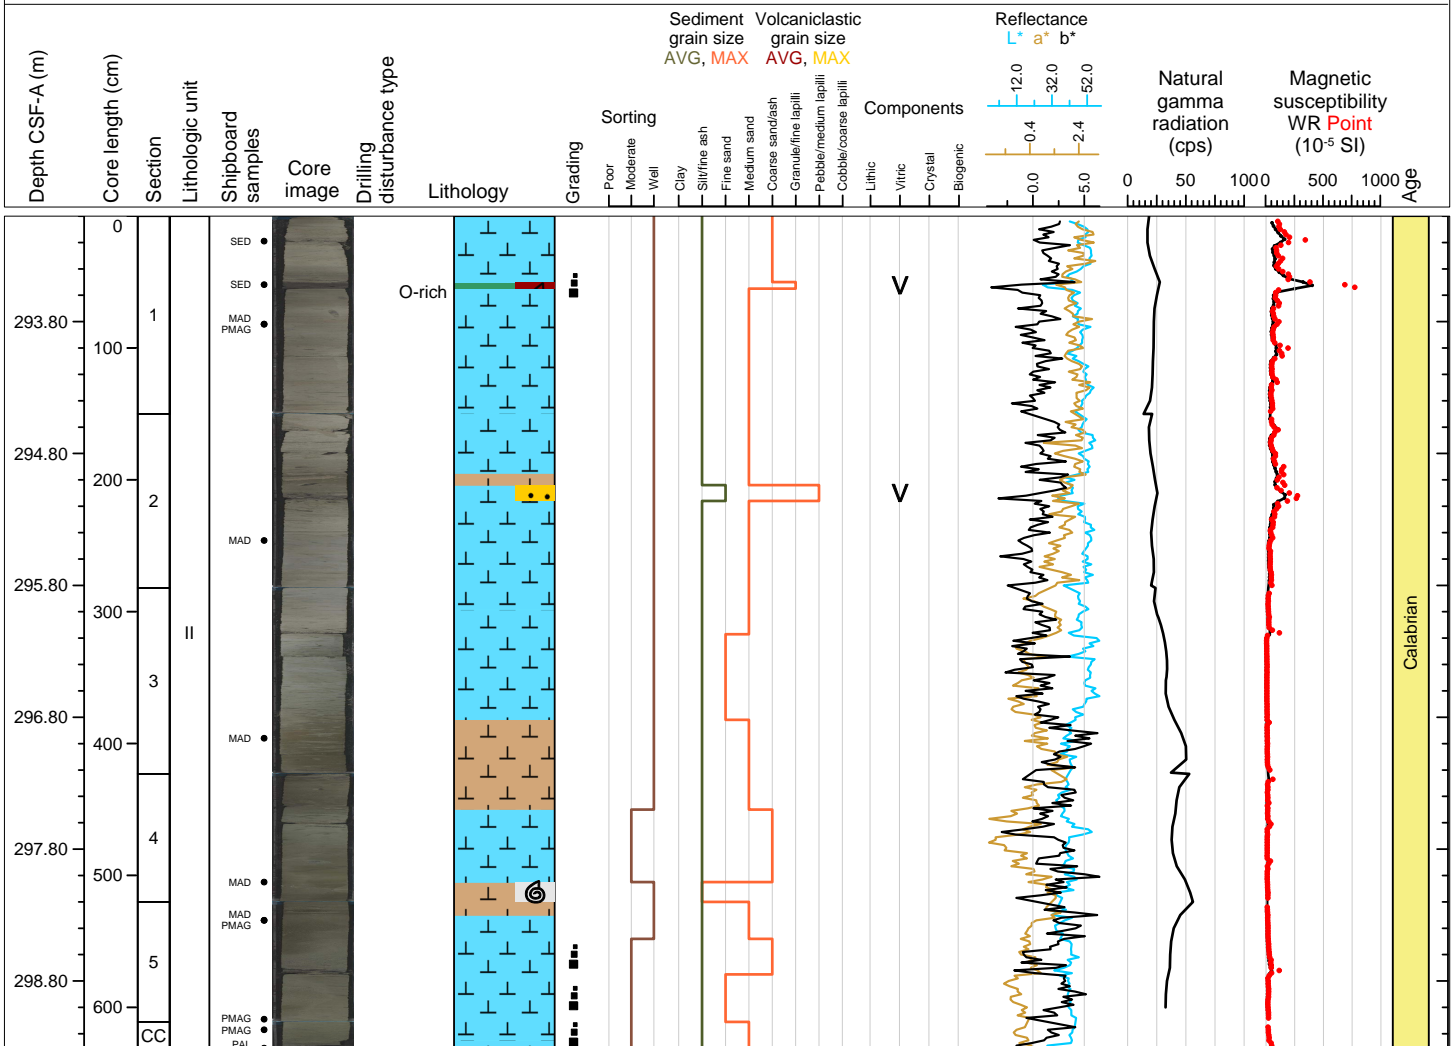 Depth CSF-A (m)
Core length (cm)
Section
Lithologic unit
Shipboard
samples
Core
image
Drilling
disturbance type
Lithology
Grading
Sorting
Poor
Moderate
Well
Sediment
grain size
AVG, MAX
Volcaniclastic
grain size
AVG, MAX
Clay
Silt/fine ash
Fine sand
Medium sand
Coarse sand/ash
Granule/fine lapilli
Pebble/medium lapilli
Cobble/coarse lapilli
Components
Lithic
Vitric
Crystal
Biogenic
Reflectance
L* a* b*
12.0 32.0 52.0
0.4 2.4
0.0 5.0
Natural
gamma
radiation
(cps)
0 50 100
Magnetic
susceptibility
WR Point
(10-5 SI)
0 500 1000
Age
0
SED
SED
O-rich
V
MAD
PMAG
293.80
1
100
294.80
200
2
V
MAD
295.80
300
II
3
Calabrian
296.80
MAD
400
4
297.80
500
MAD
MAD
PMAG
5
298.80
600
PMAG
PMAG
CC
PAL